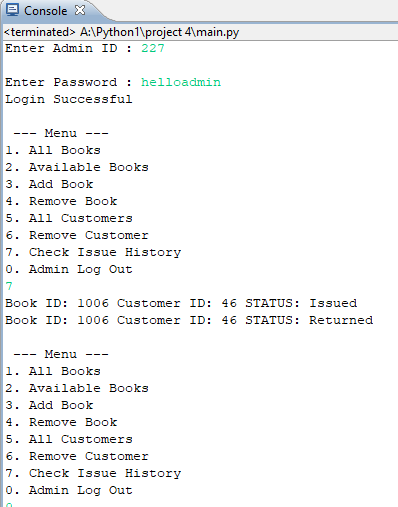 Console
<terminated> A:\Python1\project 4\main.py
Enter Admin ID : 227
Enter Password : helloadmin
Login Successful
--- Menu ---
1. All Books
2. Available Books
3. Add Book
4. Remove Book
5. All Customers
6. Remove Customer
7. Check Issue History
0. Admin Log Out
7
Book ID: 1006 Customer ID: 46 STATUS: Issued
Book ID: 1006 Customer ID: 46 STATUS: Returned
--- Menu ---
1. All Books
2. Available Books
3. Add Book
4. Remove Book
5. All Customers
6. Remove Customer
7. Check Issue History
0. Admin Log Out